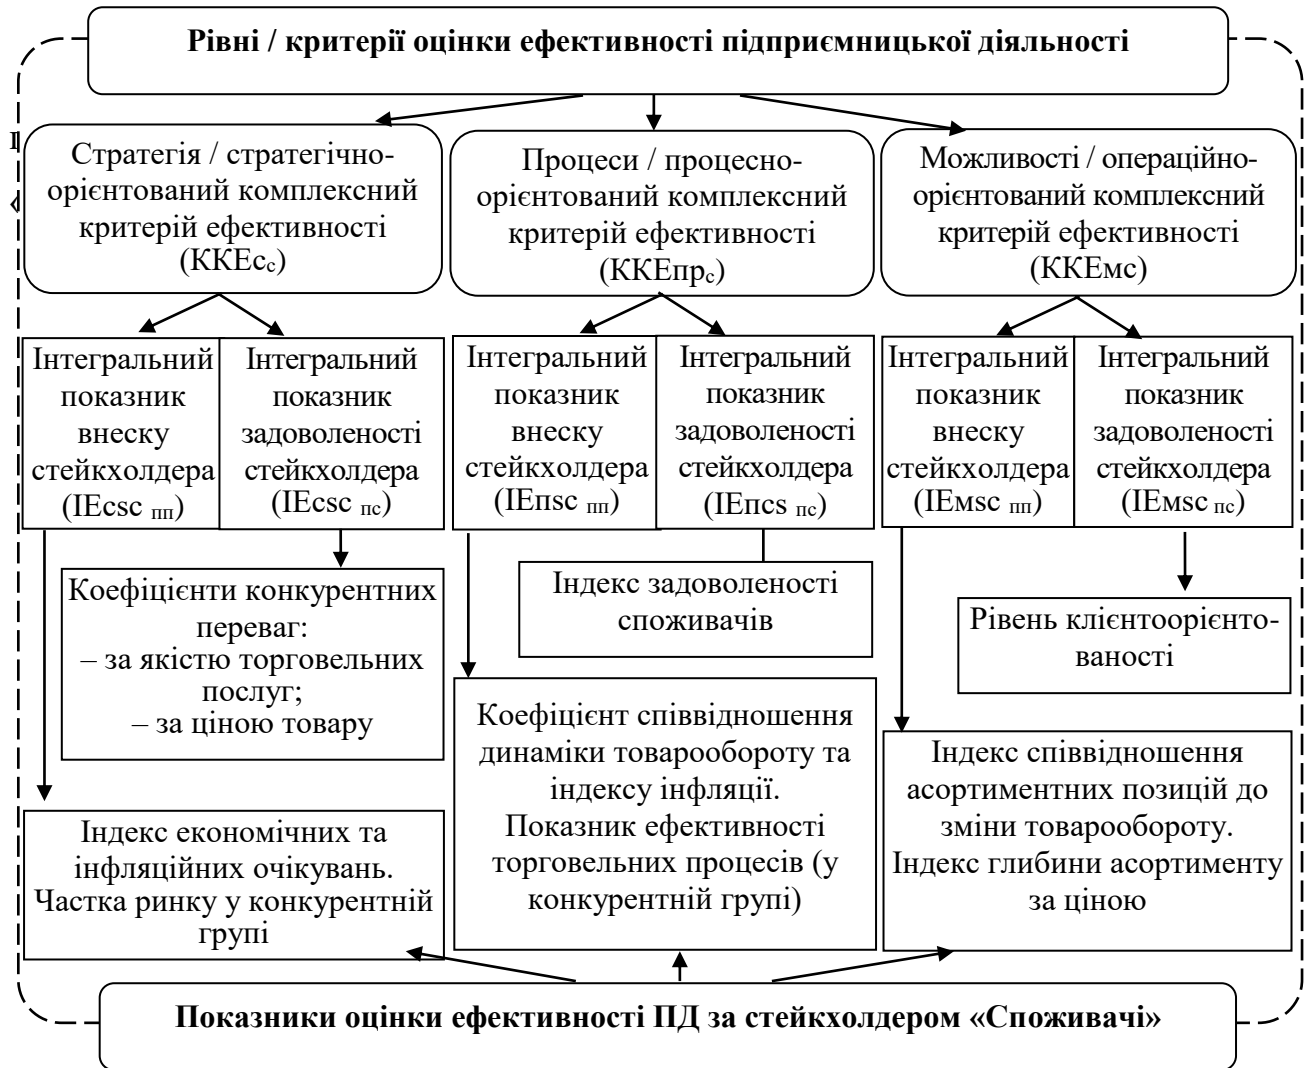 Рівні / критерії оцінки ефективності підприємницької діяльності
Стратегія / стратегічно-
орієнтований комплексний
критерій ефективності
(ККЕсс)
Процеси / процесно-
орієнтований комплексний
критерій ефективності
(ККЕпрс)
Можливості / операційно-
орієнтований комплексний
критерій ефективності
(ККЕмс)
Інтегральний
показник
внеску
стейкхолдера
(ІЕсsc пп)
Інтегральний
показник
задоволеності
стейкхолдера
(ІЕсsc пс)
Інтегральний
показник
внеску
стейкхолдера
(ІЕпsc пп)
Інтегральний
показник
задоволеності
стейкхолдера
(ІЕпсs пс)
Інтегральний
показник
внеску
стейкхолдера
(ІЕмsc пп)
Інтегральний
показник
задоволеності
стейкхолдера
(ІЕмsc пс)
Коефіцієнти конкурентних
переваг:
– за якістю торговельних
послуг;
– за ціною товару
Індекс задоволеності
споживачів
Рівень клієнтоорієнто-
ваності
Індекс економічних та
інфляційних очікувань.
Частка ринку у конкурентній
групі
Коефіцієнт співвідношення
динаміки товарообороту та
індексу інфляції.
Показник ефективності
торговельних процесів (у
конкурентній групі)
Індекс співвідношення
асортиментних позицій до
зміни товарообороту.
Індекс глибини асортименту
за ціною
Показники оцінки ефективності ПД за стейкхолдером «Споживачі»